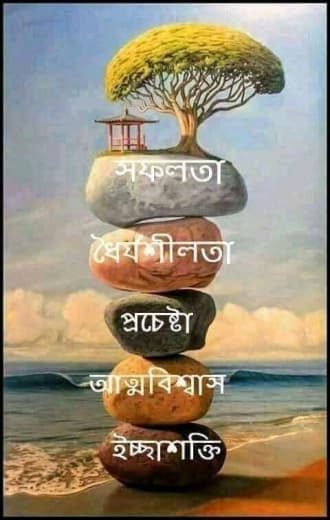 সফলতা
ধৈর্যশীলতা
প্রচেষ্টা
আত্মবিশ্বাস
ইচ্ছাশক্তি